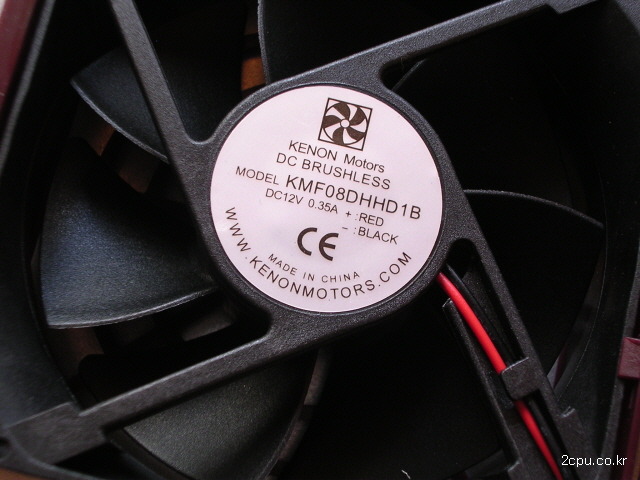 KENON Motors
DC BRUSHLESS
MODEL KMF08DHHD1B
DC12V 0.35A + :RED
- :BLACK
CE
MADE IN CHINA
WWW.KENONMOTORS.COM
2cpu.co.kr